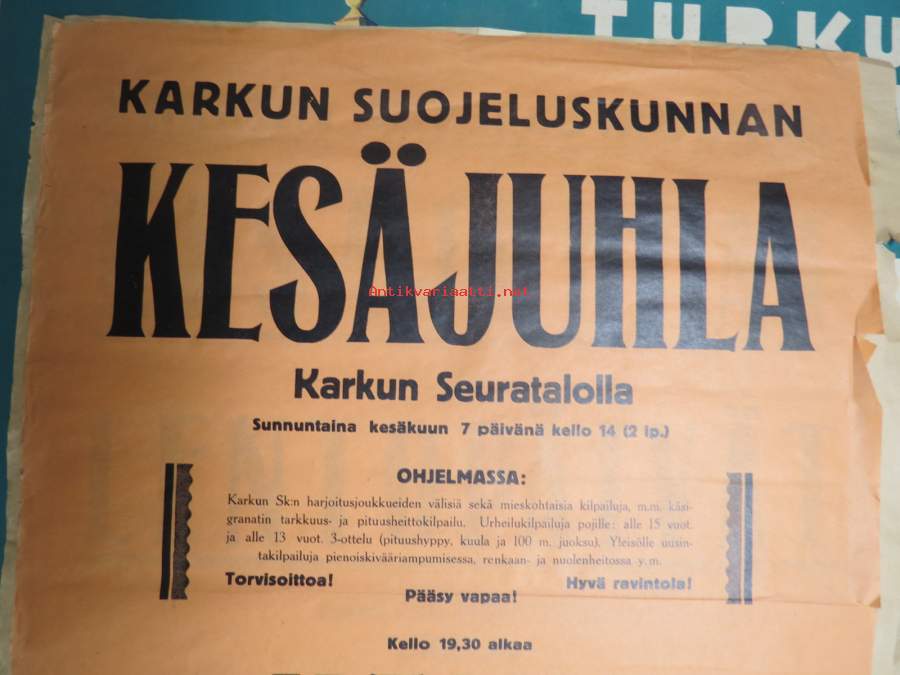 TURKU
KARKUN SUOJELUSKUNNAN
KESÄJUHLA
Antikvariaatti.net
Karkun Seuratalolla
Sunnuntaina kesäkuun 7 päivänä kello 14 (2 ip.)
OHJELMASSA:
Karkun Sk:n harjoitusjoukkueiden välisiä sekä mieskohtaisia kilpailuja, m.m. käsi-
granatin tarkkuus- ja pituusheittokilpailu. Urheilukilpailuja pojille: alle 15 vuot.
ja alle 13 vuot. 3-ottelu (pituushyppy, kuula ja 100 m. juoksu). Yleisölle uusin-
takilpailuja pienoiskivääriampumisessa, renkaan- ja nuolenheitossa y.m.
Torvisoittoa! Hyvä ravintola!
Pääsy vapaa!
Kello 19,30 alkaa